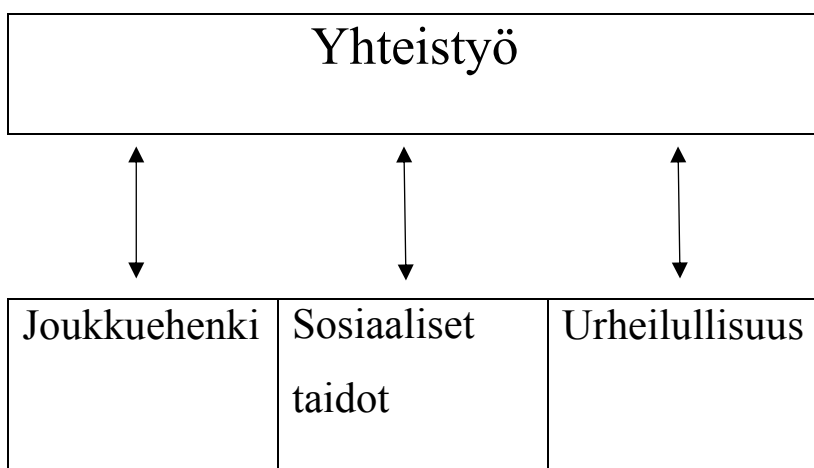 Yhteistyö
Joukkuehenki
Sosiaaliset
taidot
Urheilullisuus